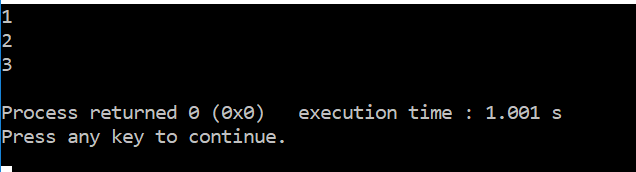 1
2
3
Process returned 0 (0x0)   execution time : 1.001 s
Press any key to continue.